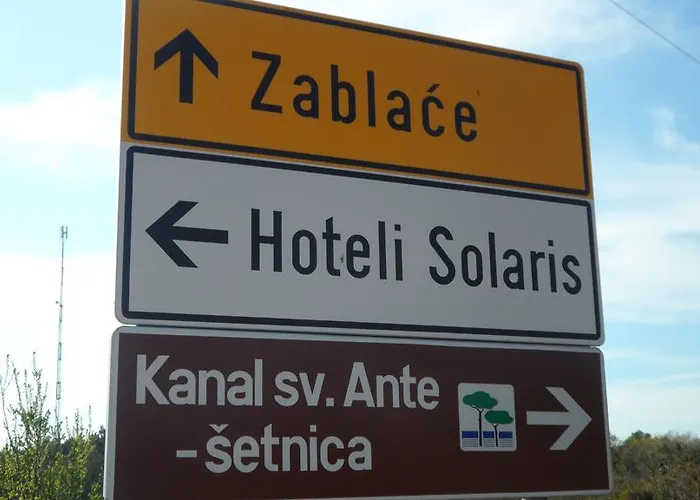 Zablaće
Hoteli Solaris
Kanal sv. Ante
-šetnica